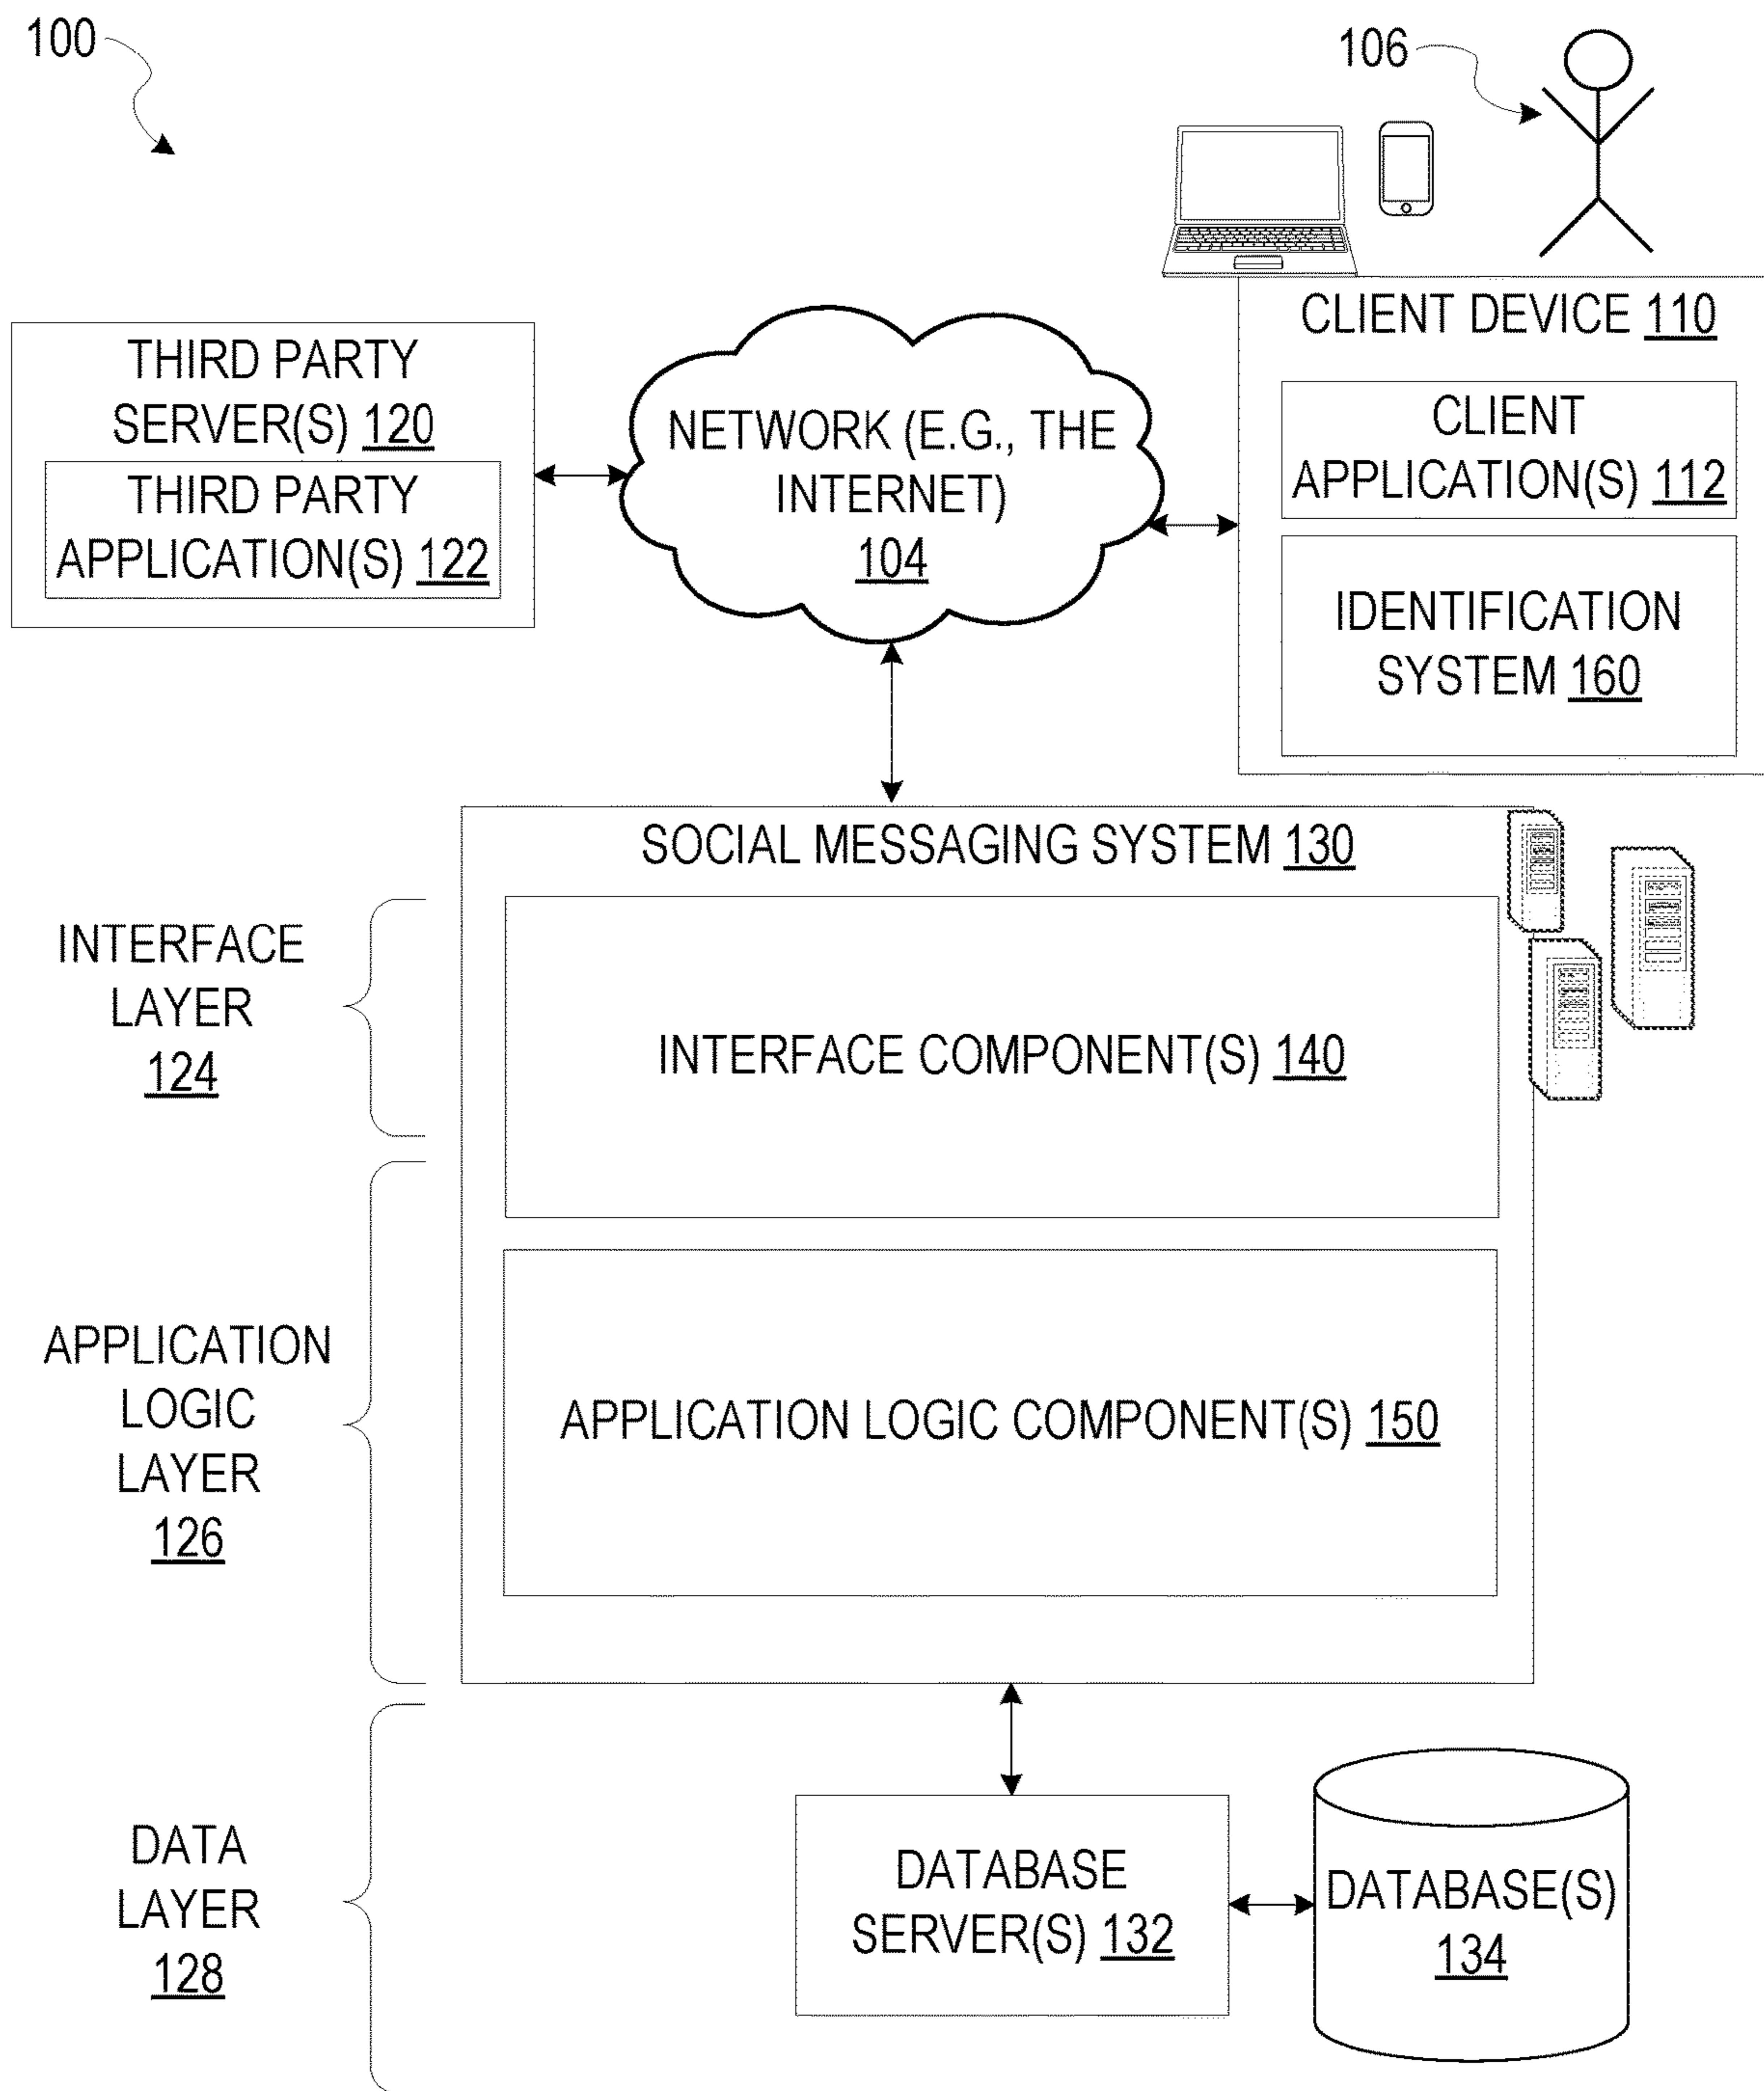 100
106
CLIENT DEVICE 110
CLIENT
APPLICATION(S) 112
IDENTIFICATION
SYSTEM 160
THIRD PARTY
SERVER(S) 120
THIRD PARTY
APPLICATION(S) 122
NETWORK (E.G., THE
INTERNET)
104
SOCIAL MESSAGING SYSTEM 130
INTERFACE
LAYER
124
INTERFACE COMPONENT(S) 140
APPLICATION
LOGIC
LAYER
126
APPLICATION LOGIC COMPONENT(S) 150
DATA
LAYER
128
DATABASE
SERVER(S) 132
DATABASE(S)
134